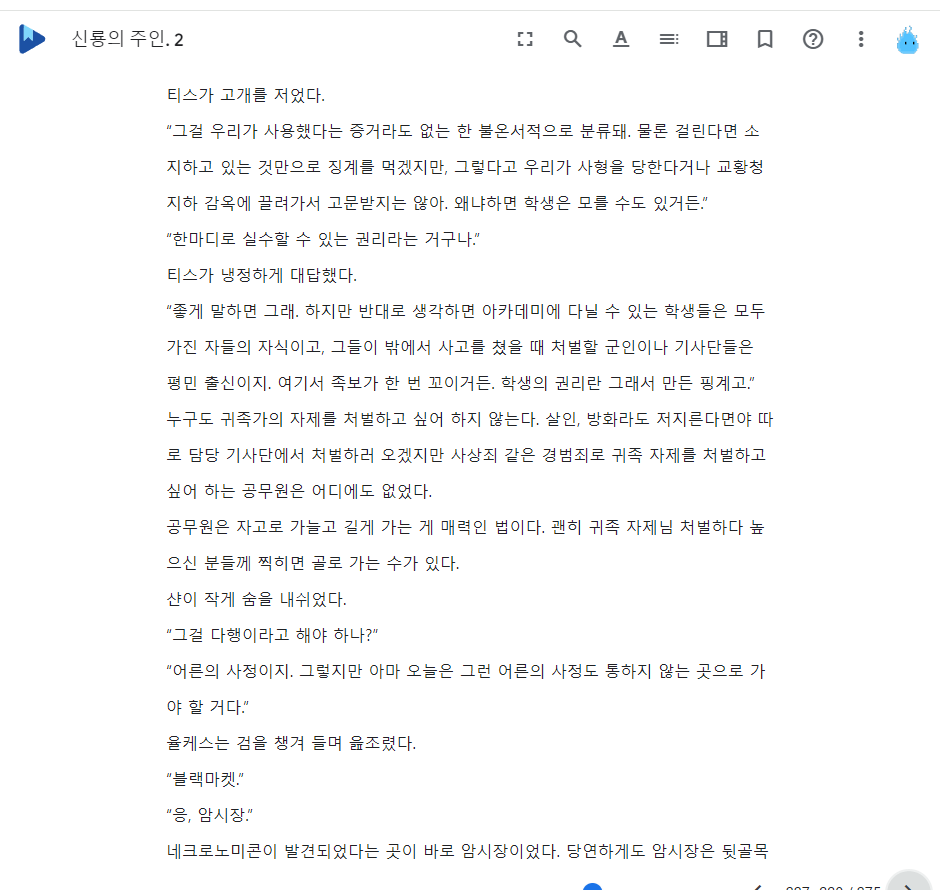 신룡의 주인. 2
티스가 고개를 저었다.
“그걸 우리가 사용했다는 증거라도 없는 한 불온서적으로 분류돼. 물론 걸린다면 소
지하고 있는 것만으로 징계를 먹겠지만, 그렇다고 우리가 사형을 당한다거나 교황청
지하 감옥에 끌려가서 고문받지는 않아. 왜냐하면 학생은 모를 수도 있거든.”
“한마디로 실수할 수 있는 권리라는 거구나.”
티스가 냉정하게 대답했다.
“좋게 말하면 그래. 하지만 반대로 생각하면 아카데미에 다닐 수 있는 학생들은 모두
가진 자들의 자식이고, 그들이 밖에서 사고를 쳤을 때 처벌할 군인이나 기사단들은
평민 출신이지. 여기서 족보가 한 번 꼬이거든. 학생의 권리란 그래서 만든 핑계고.”
누구도 귀족가의 자제를 처벌하고 싶어 하지 않는다. 살인, 방화라도 저지른다면야 따
로 담당 기사단에서 처벌하러 오겠지만 사상죄 같은 경범죄로 귀족 자제를 처벌하고
싶어 하는 공무원은 어디에도 없었다.
공무원은 자고로 가늘고 길게 가는 게 매력인 법이다. 괜히 귀족 자제님 처벌하다 높
으신 분들께 찍히면 골로 가는 수가 있다.
샨이 작게 숨을 내쉬었다.
“그걸 다행이라고 해야 하나?”
“어른의 사정이지. 그렇지만 아마 오늘은 그런 어른의 사정도 통하지 않는 곳으로 가
야 할 거다.”
율케스는 검을 챙겨 들며 읊조렸다.
“블랙마켓.”
“응, 암시장.”
네크로노미콘이 발견되었다는 곳이 바로 암시장이었다. 당연하게도 암시장은 뒷골목